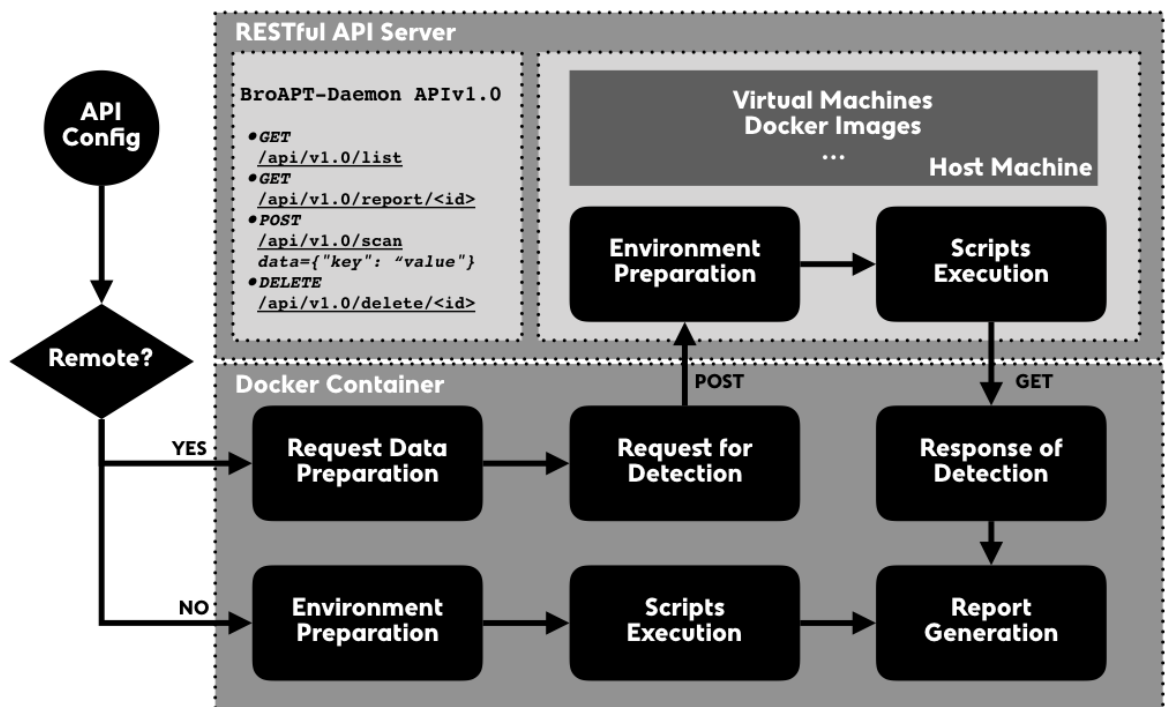 RESTful API Server
BroAPT-Daemon APIv1.0
•GET
/api/v1.0/list
•GET
/api/v1.0/report/<id>
•POST
/api/v1.0/scan
data={"key": “value"}
•DELETE
/api/v1.0/delete/<id>
Virtual Machines
Docker Images
...
Host Machine
Environment
Preparation
Scripts
Execution
API
Config
Remote?
POST
GET
Docker Container
YES
Request Data
Preparation
Request for
Detection
Response of
Detection
NO
Environment
Preparation
Scripts
Execution
Report
Generation